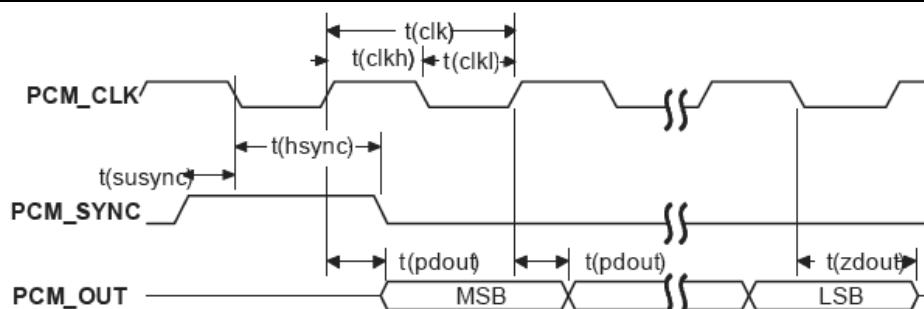 t(clk)
t(clkh)
t(clkl)
PCM_CLK
t(hsync)
t(susync)
PCM_SYNC
t(pdout)
t(pdout)
t(zdout)
PCM_OUT
MSB
LSB